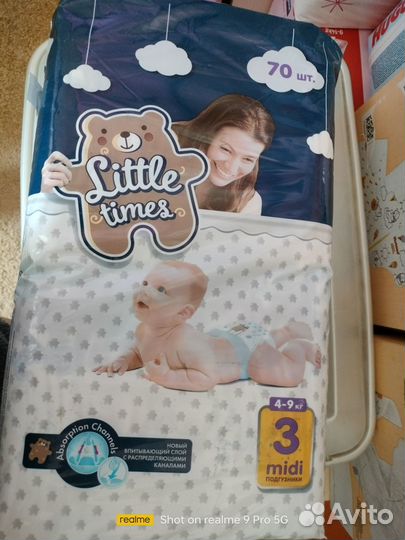 70 шт.
Little
times
Absorption Channels
НОВЫЙ
ВПИТЫВАЮЩИЙ СЛОЙ
С РАСПРЕДЕЛЯЮЩИМИ
КАНАЛАМИ
4-9 кг
3
midi
ПОДГУЗНИКИ
realme
Shot on realme 9 Pro 5G
Avito